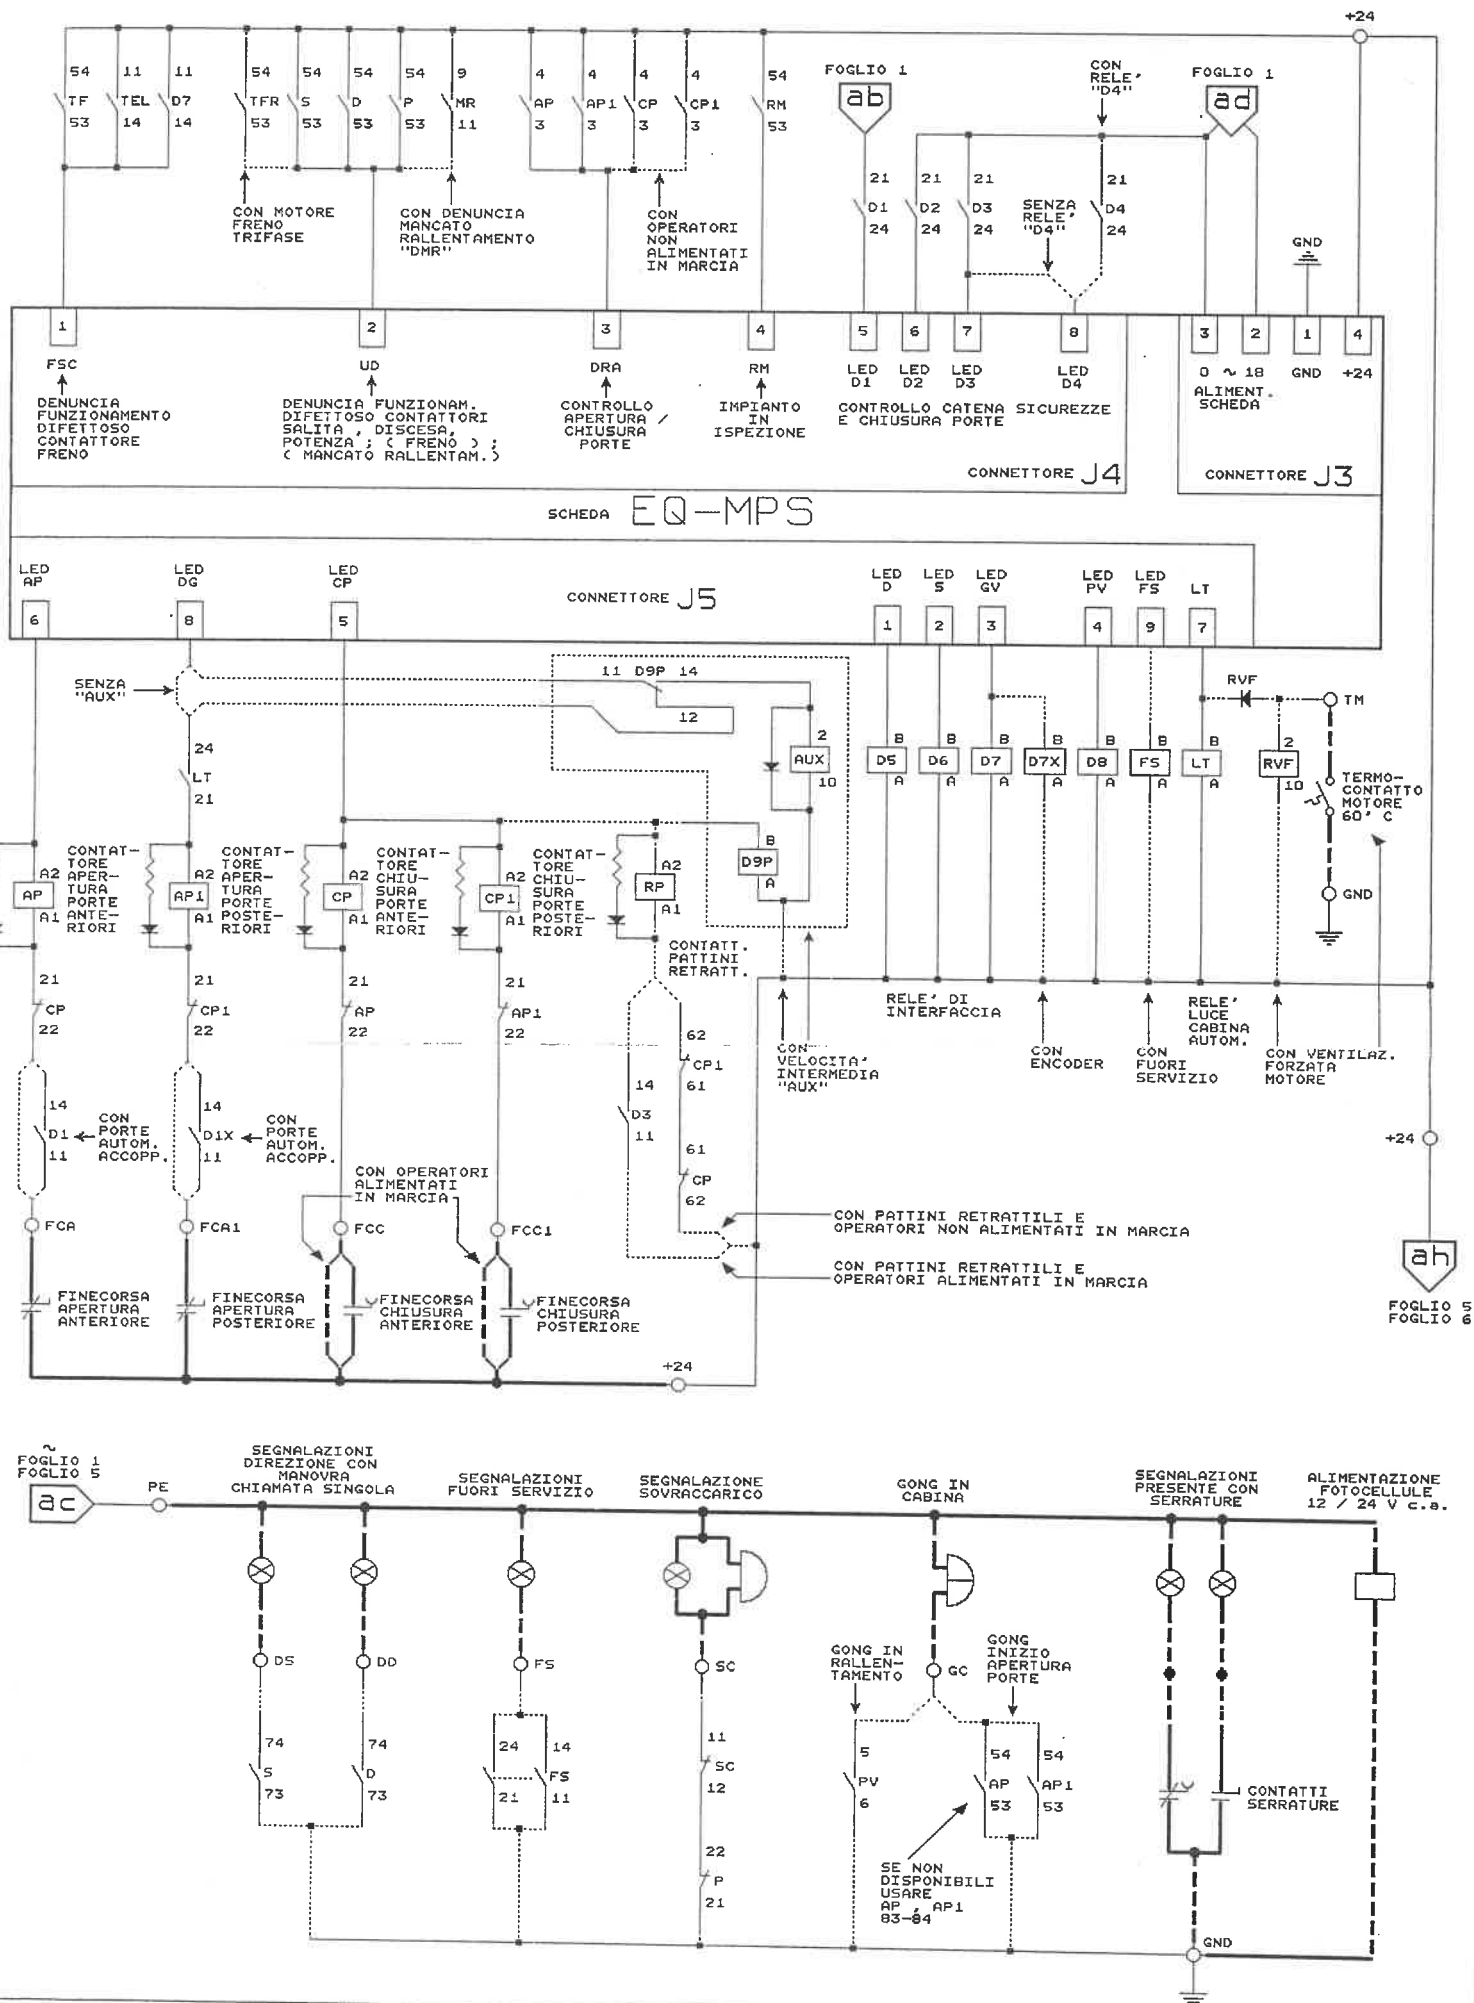 +24
54 11 11 54 54 54 54 9 4 4 4 4 54
TF TEL D7 TFR S D P MR AP AP1 CP CP1 RM
53 14 14 53 53 53 53 11 3 3 3 3 53
FOGLIO 1
ab
CON
RELE'
"D4"
FOGLIO 1
ad
CON MOTORE
FRENO
TRIFASE
CON DENUNCIA
MANCATO
RALLENTAMENTO
"DMR"
CON
OPERATORI
NON
ALIMENTATI
IN MARCIA
21 21 21 21
D1 D2 D3 D4
24 24 24 24
SENZA
RELE'
"D4"
GND
1 2 3 4 5 6 7 8 3 2 1 4
FSC
DENUNCIA
FUNZIONAMENTO
DIFETTOSO
CONTATTORE
FRENO
UD
DENUNCIA FUNZIONAM.
DIFETTOSO CONTATTORI
SALITA , DISCESA,
POTENZA ; ( FRENO ) ;
( MANCATO RALLENTAM.)
DRA
CONTROLLO
APERTURA /
CHIUSURA
PORTE
RM
IMPIANTO
IN
ISPEZIONE
LED LED LED LED
D1 D2 D3 D4
CONTROLLO CATENA SICUREZZE
E CHIUSURA PORTE
0 ~ 18 GND +24
ALIMENT.
SCHEDA
CONNETTORE J4
CONNETTORE J3
SCHEDA EQ-MPS
LED LED LED
AP DG CP
6 8 5
CONNETTORE J5
LED LED LED LED LED
D S GV PV FS LT
1 2 3 4 9 7
SENZA
"AUX"
11 D9P 14
12
RVF
TM
24
LT
21
2
AUX
10
B B B B B B B 2
D5 D6 D7 D7X D8 FS LT RVF
A A A A A A A 10
TERMO-
CONTATTO
MOTORE
60° C
GND
A2
AP
A1
CONTAT-
TORE
APER-
TURA
PORTE
ANTE-
RIORI
A2
AP1
A1
CONTAT-
TORE
APER-
TURA
PORTE
POSTE-
RIORI
A2
CP
A1
CONTAT-
TORE
CHIU-
SURA
PORTE
ANTE-
RIORI
A2
CP1
A1
CONTAT-
TORE
CHIU-
SURA
PORTE
POSTE-
RIORI
A2
RP
A1
CONTATT.
PATTINI
RETRATT.
B
D9P
A
21 21 21 21
CP CP1 AP AP1
22 22 22 22
RELE' DI
INTERFACCIA
RELE'
LUCE
CABINA
AUTOM.
CON
VELOCITA'
INTERMEDIA
"AUX"
CON
ENCODER
CON
FUORI
SERVIZIO
CON VENTILAZ.
FORZATA
MOTORE
62
CP1
61
14
D3
11
61
CP
62
14
D1
11
CON
PORTE
AUTOM.
ACCOPP.
14
D1X
11
CON
PORTE
AUTOM.
ACCOPP.
CON OPERATORI
ALIMENTATI
IN MARCIA
+24
FCA FCA1 FCC FCC1
CON PATTINI RETRATTILI E
OPERATORI NON ALIMENTATI IN MARCIA
CON PATTINI RETRATTILI E
OPERATORI ALIMENTATI IN MARCIA
ah
FOGLIO 5
FOGLIO 6
FINECORSA
APERTURA
ANTERIORE
FINECORSA
APERTURA
POSTERIORE
FINECORSA
CHIUSURA
ANTERIORE
FINECORSA
CHIUSURA
POSTERIORE
+24
~
FOGLIO 1
FOGLIO 5
ac
PE
SEGNALAZIONI
DIREZIONE CON
MANOVRA
CHIAMATA SINGOLA
SEGNALAZIONI
FUORI SERVIZIO
SEGNALAZIONE
SOVRACCARICO
GONG IN
CABINA
SEGNALAZIONI
PRESENTE CON
SERRATURE
ALIMENTAZIONE
FOTOCELLULE
12 / 24 V c.a.
DS DD FS SC GC
GONG IN
RALLEN-
TAMENTO
GONG
INIZIO
APERTURA
PORTE
74 74 24 14 11 5 54 54
S D FS SC PV AP AP1
73 73 21 11 12 6 53 53
CONTATTI
SERRATURE
22
P
21
SE NON
DISPONIBILI
USARE
AP , AP1
83-84
GND